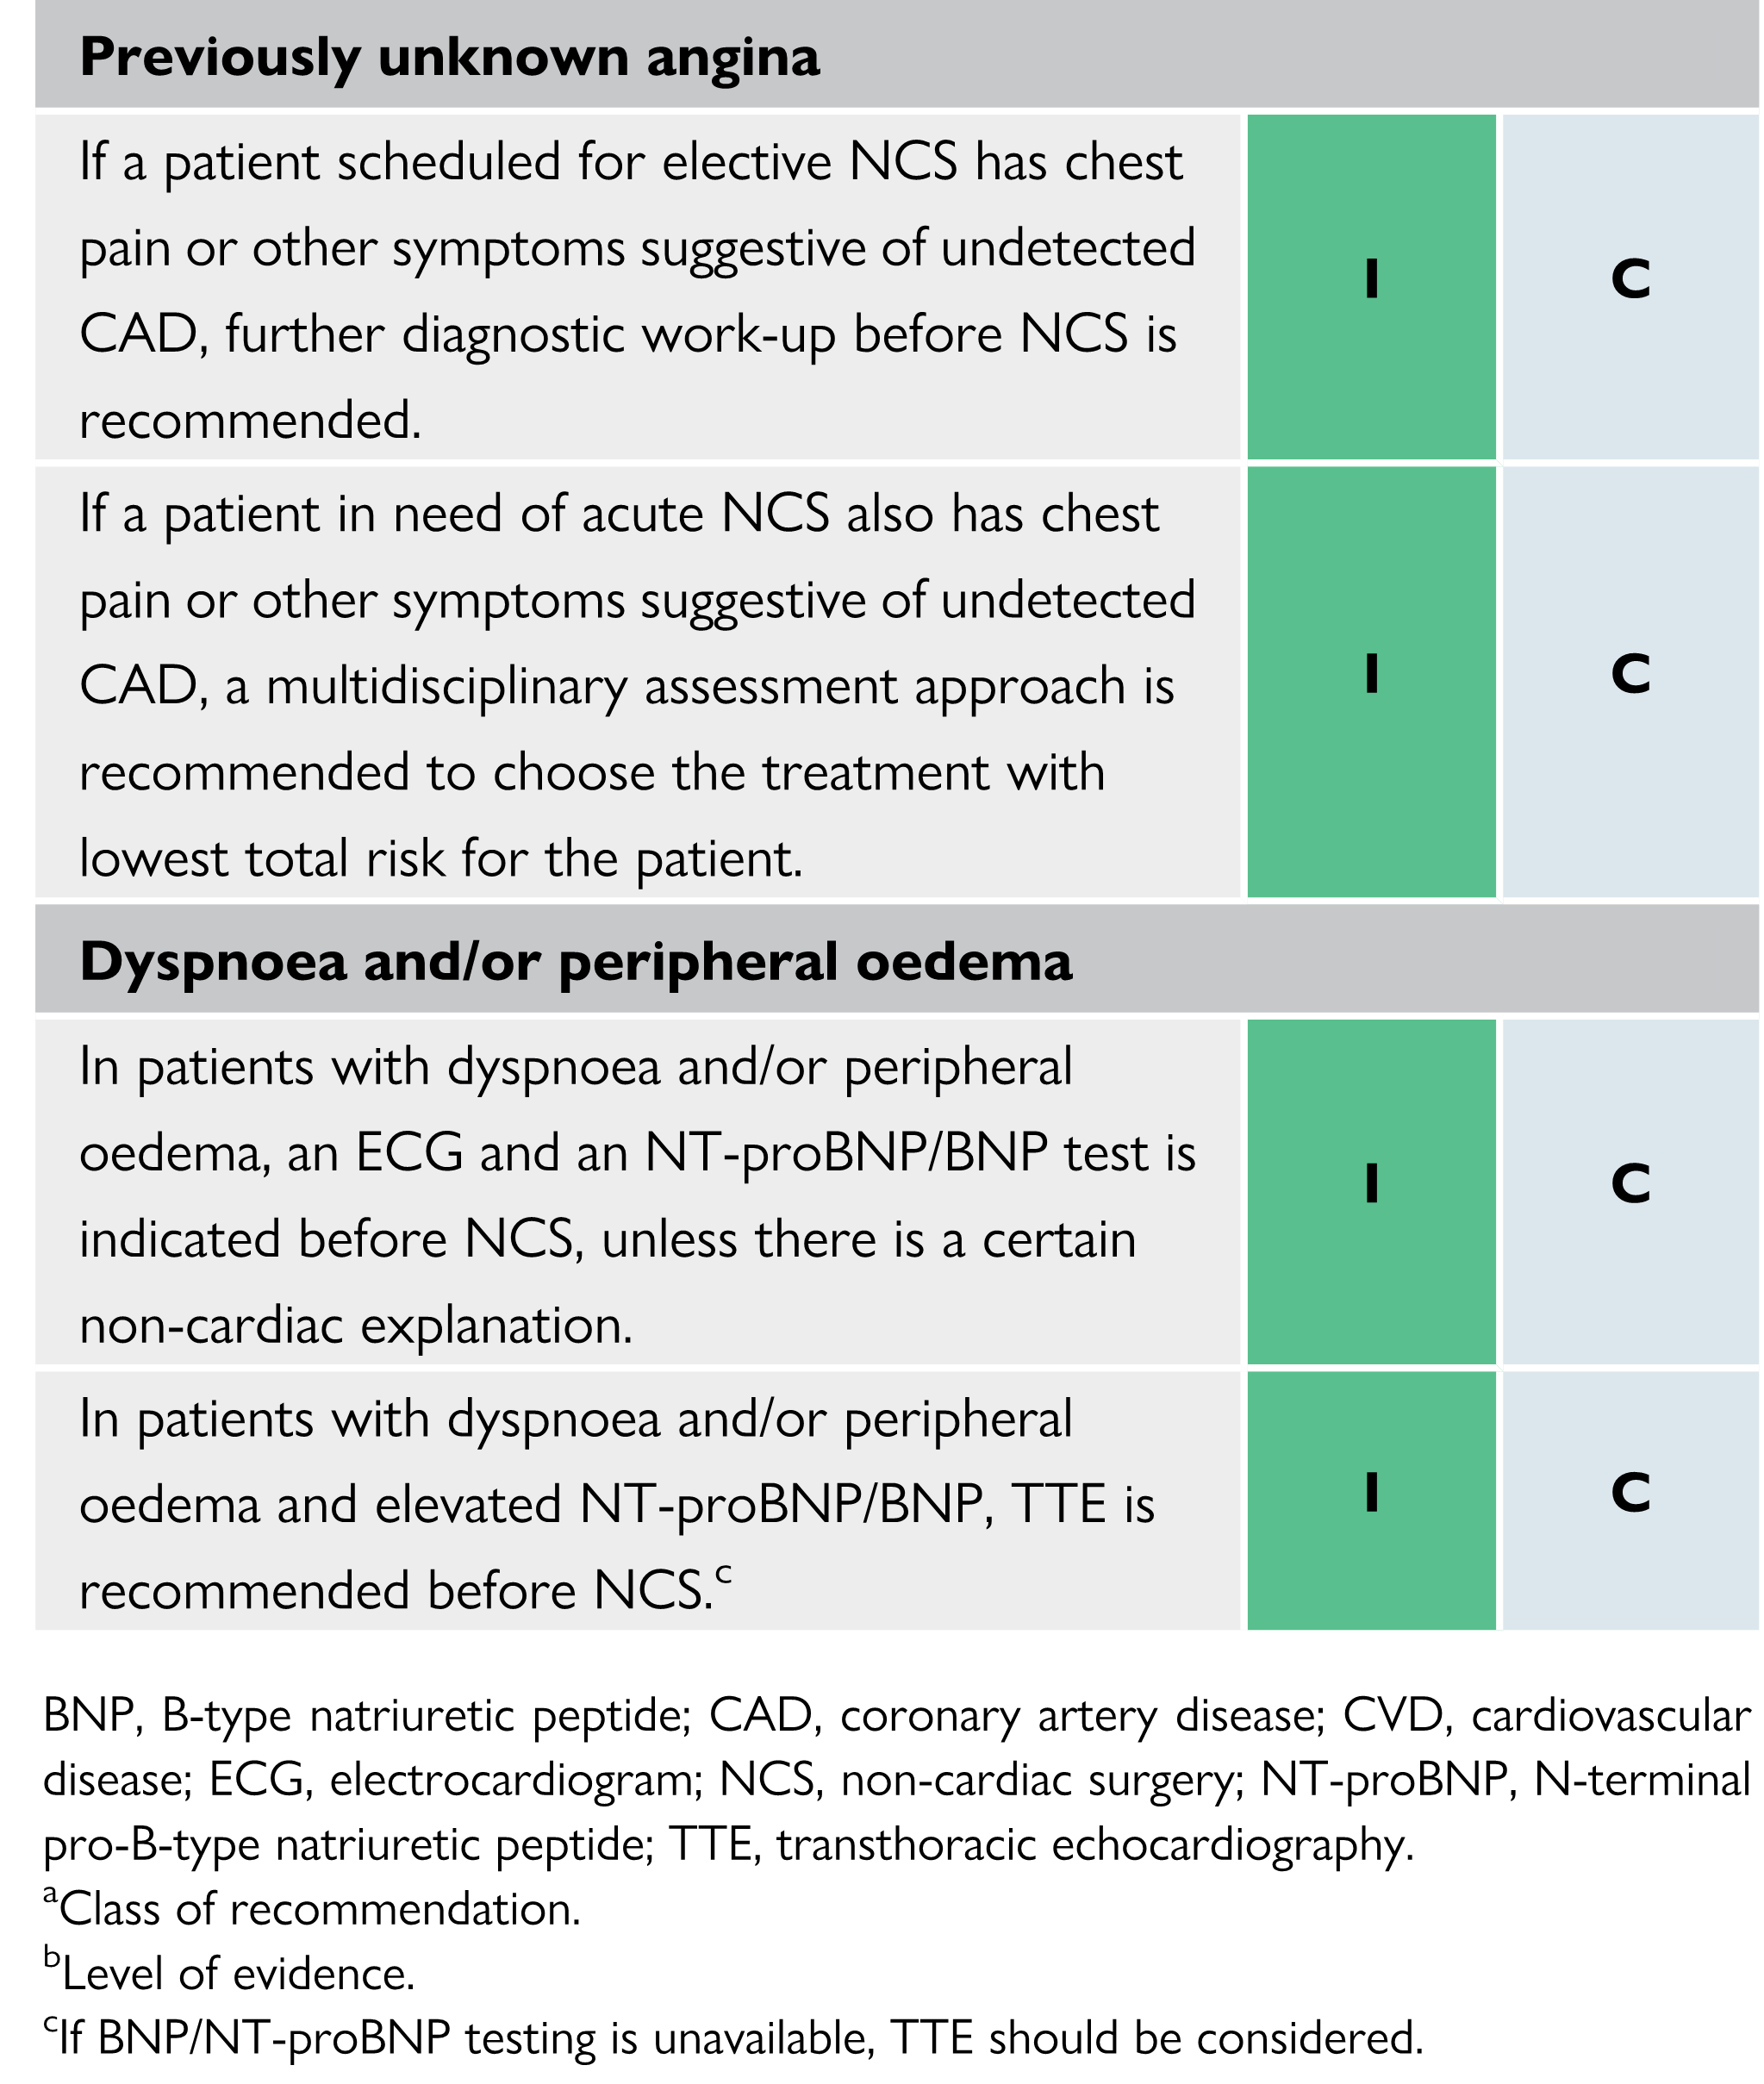 Previously unknown angina
If a patient scheduled for elective NCS has chest
pain or other symptoms suggestive of undetected
CAD, further diagnostic work-up before NCS is
recommended.
I
C
If a patient in need of acute NCS also has chest
pain or other symptoms suggestive of undetected
CAD, a multidisciplinary assessment approach is
recommended to choose the treatment with
lowest total risk for the patient.
I
C
Dyspnoea and/or peripheral oedema
In patients with dyspnoea and/or peripheral
oedema, an ECG and an NT-proBNP/BNP test is
indicated before NCS, unless there is a certain
non-cardiac explanation.
I
C
In patients with dyspnoea and/or peripheral
oedema and elevated NT-proBNP/BNP, TTE is
recommended before NCS.c
I
C
BNP, B-type natriuretic peptide; CAD, coronary artery disease; CVD, cardiovascular
disease; ECG, electrocardiogram; NCS, non-cardiac surgery; NT-proBNP, N-terminal
pro-B-type natriuretic peptide; TTE, transthoracic echocardiography.
aClass of recommendation.
bLevel of evidence.
cIf BNP/NT-proBNP testing is unavailable, TTE should be considered.